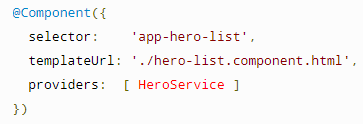 @Component({
  selector:    'app-hero-list',
  templateUrl: './hero-list.component.html',
  providers:  [ HeroService ]
})